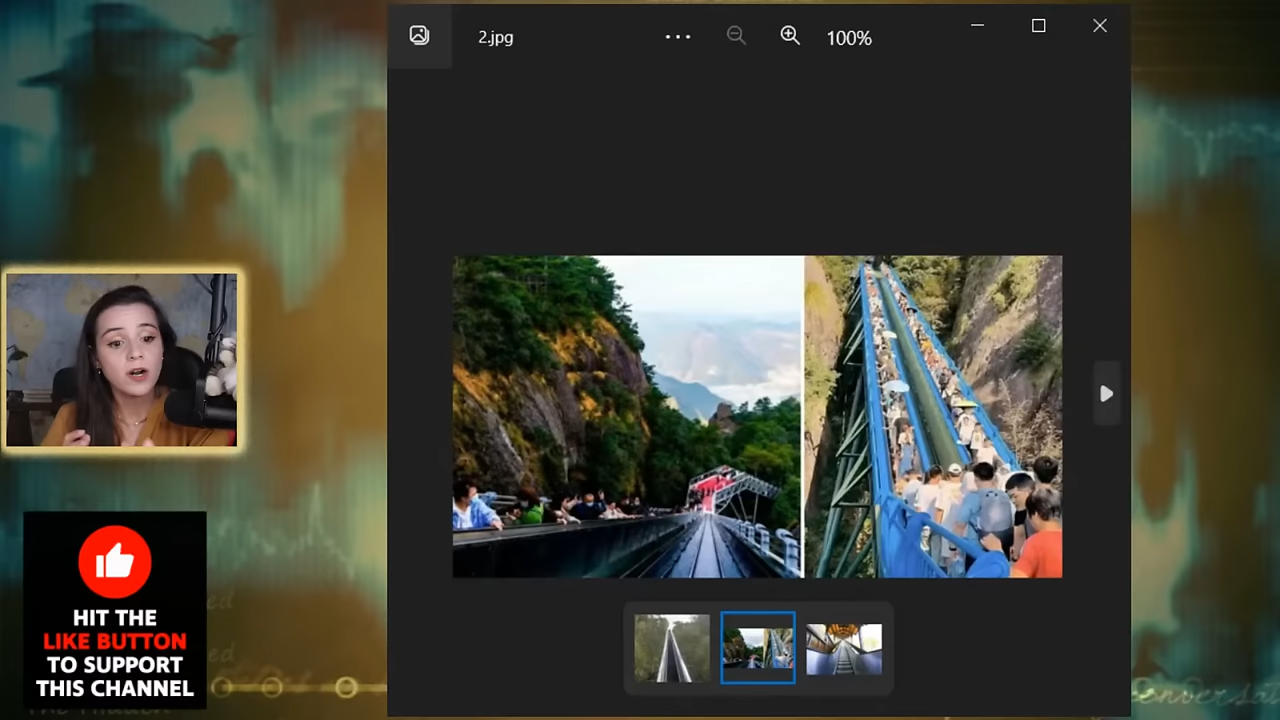 2.jpg
100%
HIT THE
LIKE BUTTON
TO SUPPORT
THIS CHANNEL